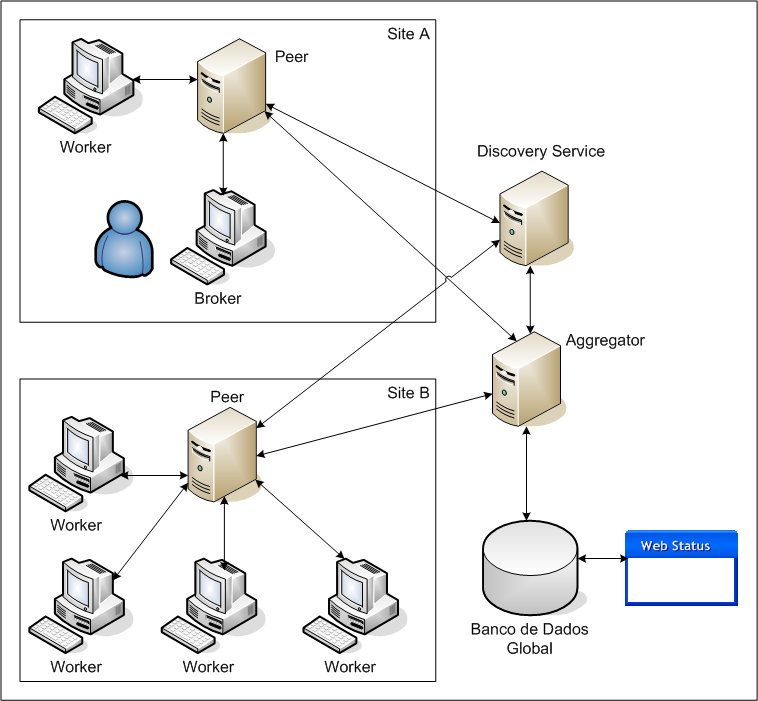 Site A
Peer
Worker
Broker
Discovery Service
Aggregator
Site B
Peer
Worker
Worker
Worker
Worker
Banco de Dados
Global
Web Status